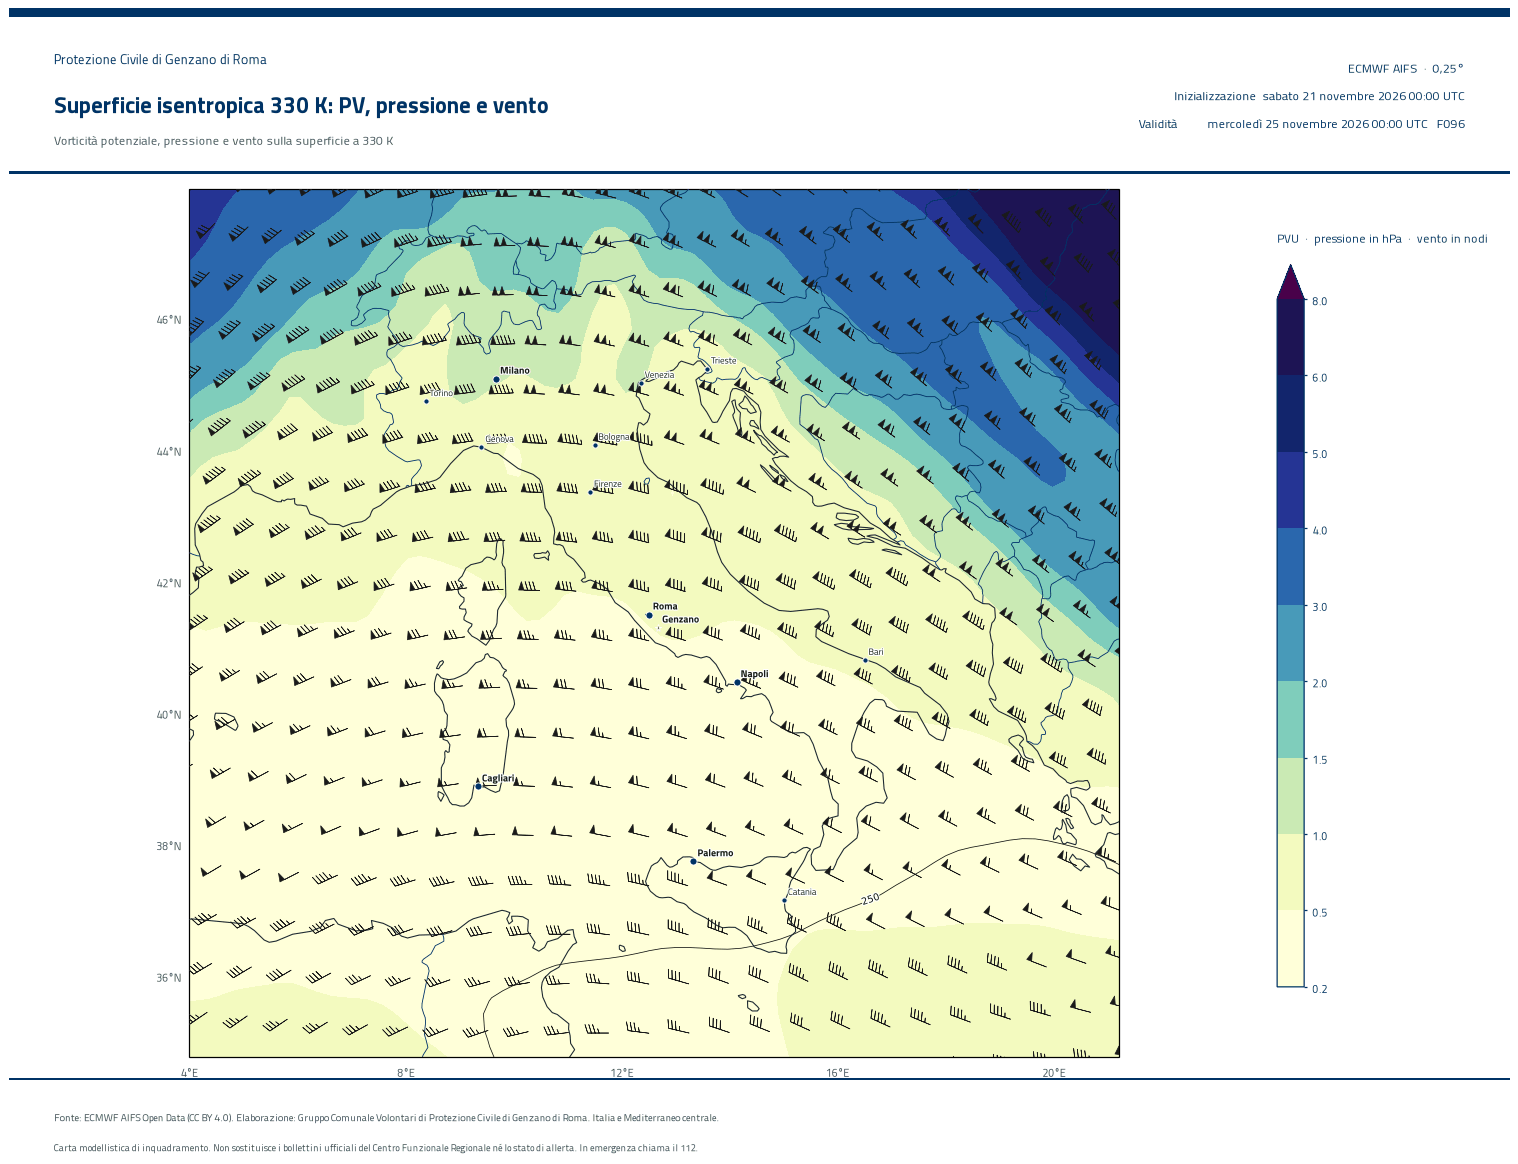 Protezione Civile di Genzano di Roma
Superficie isentropica 330 K: PV, pressione e vento
Vorticità potenziale, pressione e vento sulla superficie a 330 K
ECMWF AIFS · 0,25°
Inizializzazione sabato 21 novembre 2026 00:00 UTC
Validità mercoledì 25 novembre 2026 00:00 UTC F096
PVU · pressione in hPa · vento in nodi
8.0
6.0
5.0
4.0
3.0
2.0
1.5
1.0
0.5
0.2
46°N
44°N
42°N
40°N
38°N
36°N
4°E
8°E
12°E
16°E
20°E
Trieste
Milano
Venezia
Torino
Genova
Bologna
Firenze
Roma
Genzano
Bari
Napoli
Cagliari
Palermo
Catania
250
Fonte: ECMWF AIFS Open Data (CC BY 4.0). Elaborazione: Gruppo Comunale Volontari di Protezione Civile di Genzano di Roma. Italia e Mediterraneo centrale.
Carta modellistica di inquadramento. Non sostituisce i bollettini ufficiali del Centro Funzionale Regionale né lo stato di allerta. In emergenza chiama il 112.